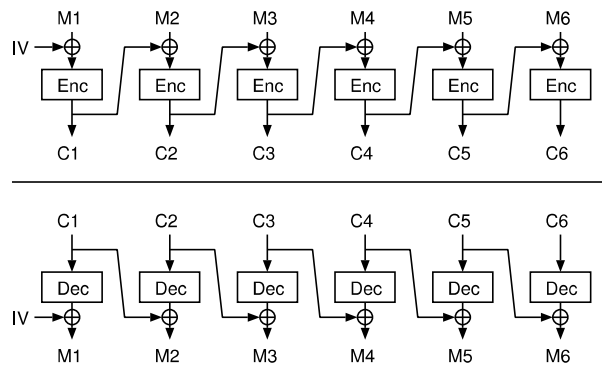 M1 M2 M3 M4 M5 M6
IV
Enc Enc Enc Enc Enc Enc
C1 C2 C3 C4 C5 C6
C1 C2 C3 C4 C5 C6
Dec Dec Dec Dec Dec Dec
IV
M1 M2 M3 M4 M5 M6